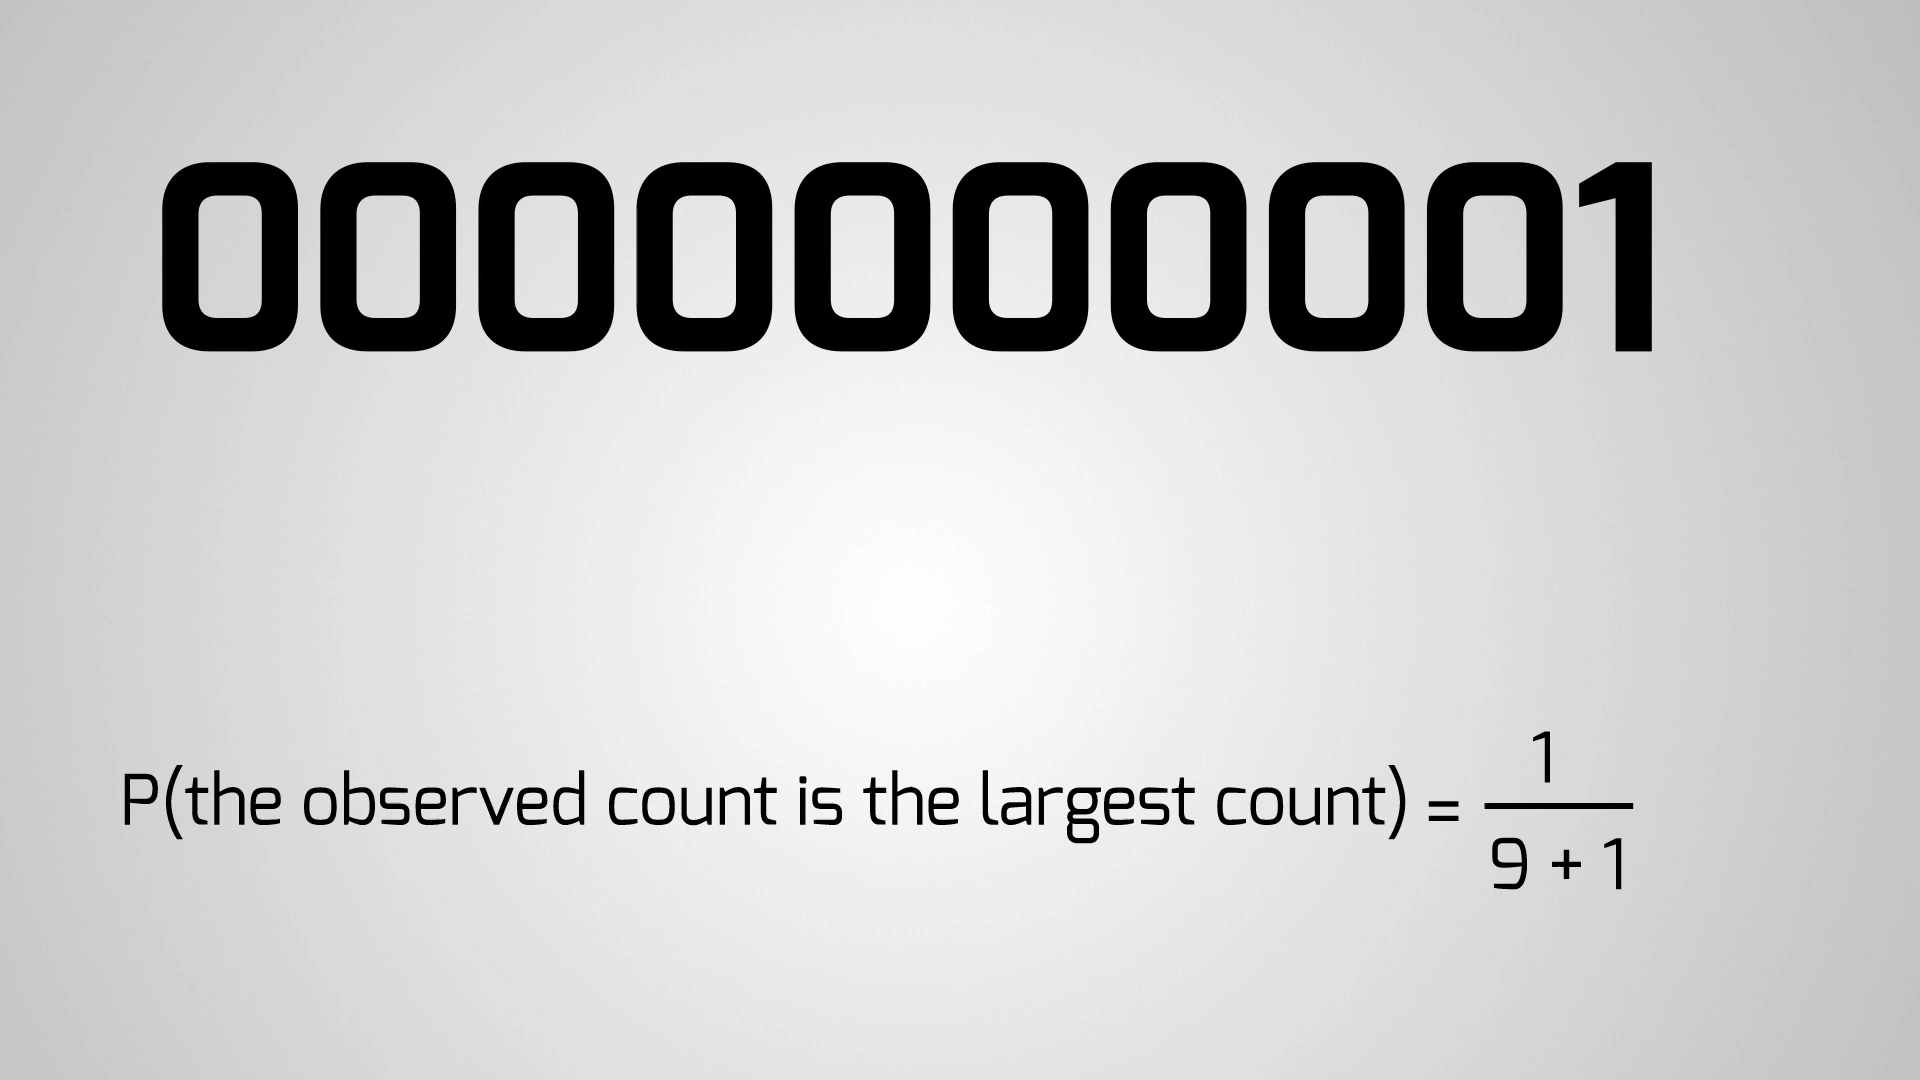 0000000001
P(the observed count is the largest count) = 1 / (9 + 1)